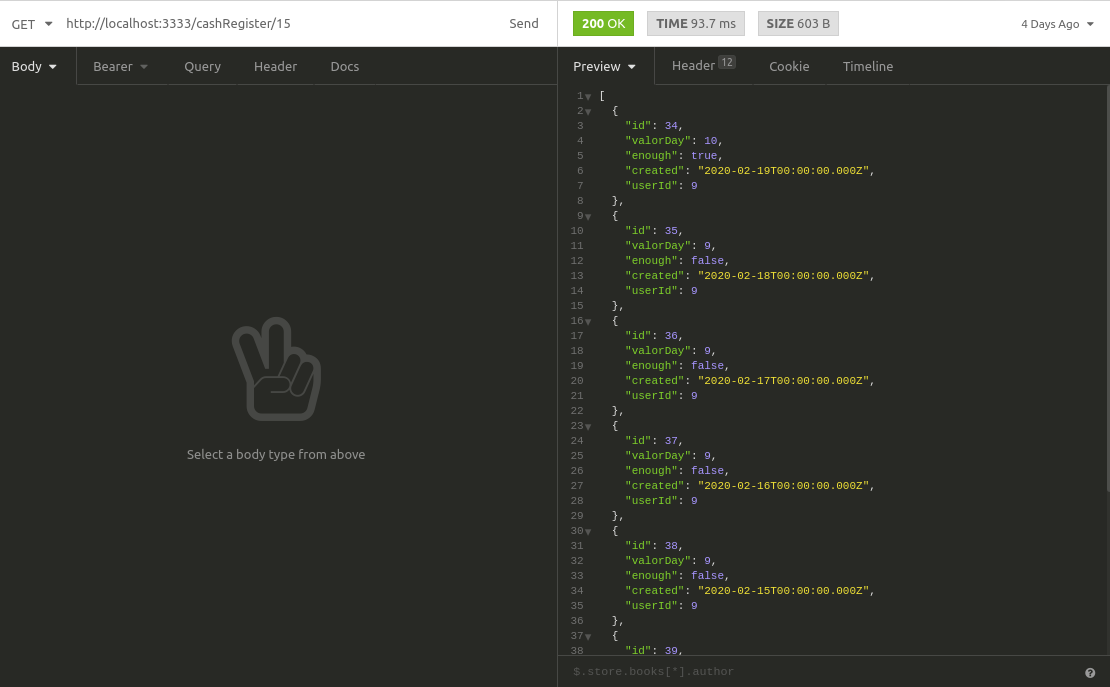 GET http://localhost:3333/cashRegister/15 Send
200 OK TIME 93.7 ms SIZE 603 B 4 Days Ago
Body Bearer Query Header Docs
Select a body type from above
Preview Header 12 Cookie Timeline
1 [
2 {
3 "id": 34,
4 "valorDay": 10,
5 "enough": true,
6 "created": "2020-02-19T00:00:00.000Z",
7 "userId": 9
8 },
9 {
10 "id": 35,
11 "valorDay": 9,
12 "enough": false,
13 "created": "2020-02-18T00:00:00.000Z",
14 "userId": 9
15 },
16 {
17 "id": 36,
18 "valorDay": 9,
19 "enough": false,
20 "created": "2020-02-17T00:00:00.000Z",
21 "userId": 9
22 },
23 {
24 "id": 37,
25 "valorDay": 9,
26 "enough": false,
27 "created": "2020-02-16T00:00:00.000Z",
28 "userId": 9
29 },
30 {
31 "id": 38,
32 "valorDay": 9,
33 "enough": false,
34 "created": "2020-02-15T00:00:00.000Z",
35 "userId": 9
36 },
37 {
38 "id": 39,
$.store.books[*].author ?